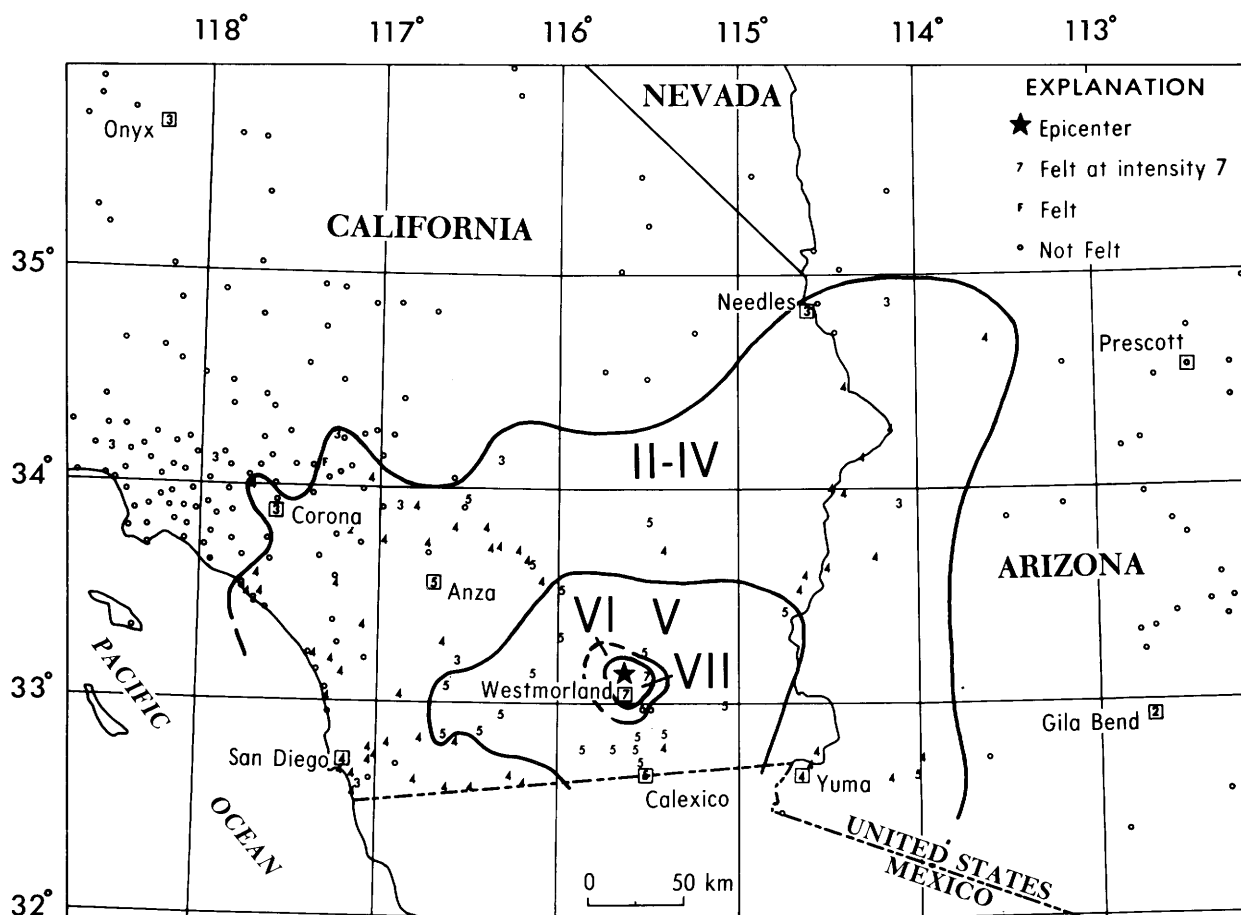 118° 117° 116° 115° 114° 113°
NEVADA
EXPLANATION
Epicenter
7 Felt at intensity 7
F Felt
Not Felt
Onyx 3
CALIFORNIA
35°
Needles 3
Prescott
II-IV
34°
Corona 3
ARIZONA
Anza 5
VI V
VII
33°
Westmorland 7
Gila Bend 2
San Diego 4
Calexico
Yuma 4
PACIFIC
OCEAN
0 50 km
UNITED STATES
MEXICO
32°